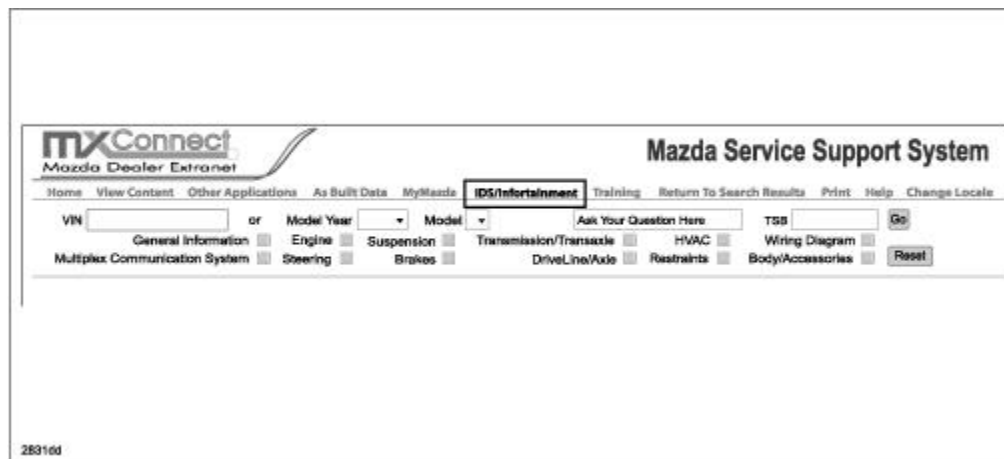 mxConnect
Mazda Dealer Extranet
Mazda Service Support System
Home View Content Other Applications As Built Data MyMazda IDS/Infortainment Training Return To Search Results Print Help Change Locale
VIN or Model Year Model Ask Your Question Here TSB Go
General Information Engine Suspension Transmission/Transaxle HVAC Wiring Diagram
Multiplex Communication System Steering Brakes DriveLine/Axle Restraints Body/Accessories Reset
2831dd